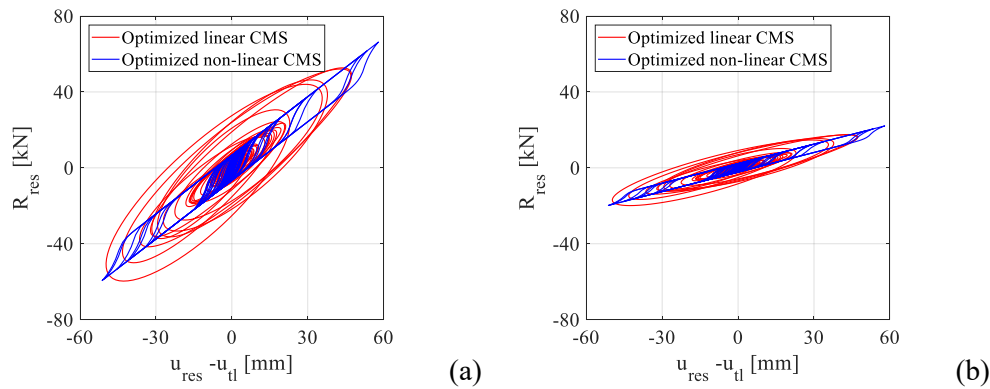 80
40
0
-40
-80
R_res [kN]
Optimized linear CMS
Optimized non-linear CMS
-60
-30
0
30
60
u_res -u_tl [mm]
(a)
80
40
0
-40
-80
R_res [kN]
Optimized linear CMS
Optimized non-linear CMS
-60
-30
0
30
60
u_res -u_tl [mm]
(b)